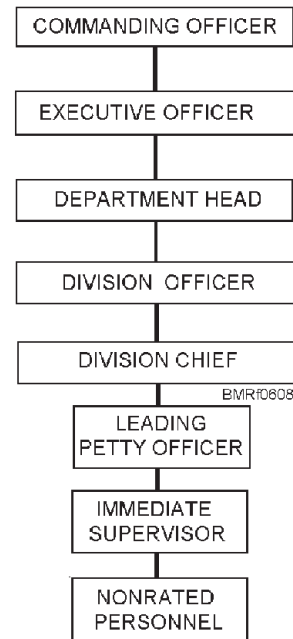 COMMANDING OFFICER
EXECUTIVE OFFICER
DEPARTMENT HEAD
DIVISION OFFICER
DIVISION CHIEF
BMRf0608
LEADING
PETTY OFFICER
IMMEDIATE
SUPERVISOR
NONRATED
PERSONNEL